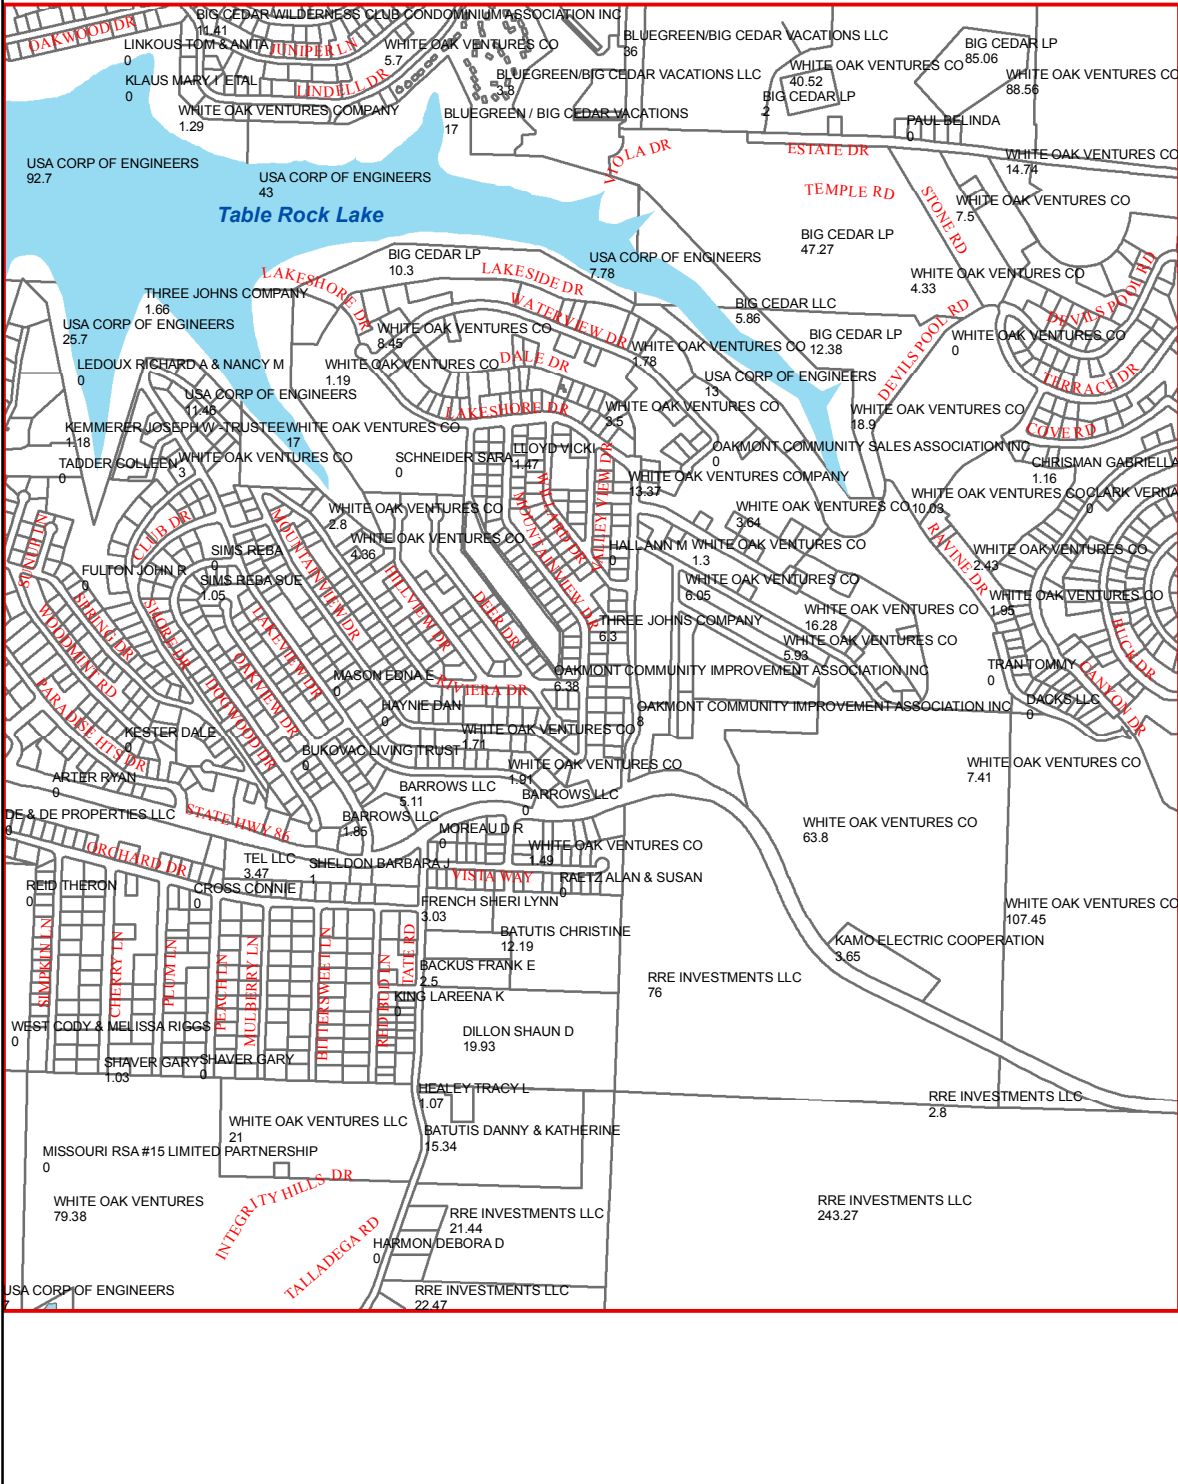 BIG CEDAR WILDERNESS CLUB CONDOMINIUM ASSOCIATION INC
11.41
OAKWOOD DR
LINKOUS TOM & ANITA
0
JUNIPER LN
WHITE OAK VENTURES CO
5.7
BLUEGREEN/BIG CEDAR VACATIONS LLC
36
BIG CEDAR LP
85.06
WHITE OAK VENTURES CO
40.52
WHITE OAK VENTURES CO
88.56
KLAUS MARY I ETAL
0
LINDELL DR
BLUEGREEN/BIG CEDAR VACATIONS LLC
3.8
BIG CEDAR LP
2
WHITE OAK VENTURES COMPANY
1.29
BLUEGREEN / BIG CEDAR VACATIONS
17
PAUL BELINDA
0
VIOLA DR
ESTATE DR
WHITE OAK VENTURES CO
14.74
USA CORP OF ENGINEERS
92.7
USA CORP OF ENGINEERS
43
TEMPLE RD
STONE RD
WHITE OAK VENTURES CO
7.5
Table Rock Lake
BIG CEDAR LP
47.27
BIG CEDAR LP
10.3
USA CORP OF ENGINEERS
7.78
LAKESHORE DR
LAKESIDE DR
WHITE OAK VENTURES CO
4.33
DEVILS POOL RD
THREE JOHNS COMPANY
1.66
WATERVIEW DR
BIG CEDAR LLC
5.86
DEVILS POOL RD
USA CORP OF ENGINEERS
25.7
WHITE OAK VENTURES CO
8.45
BIG CEDAR LP
12.38
WHITE OAK VENTURES CO
0
WHITE OAK VENTURES CO
1.78
LEDOUX RICHARD A & NANCY M
0
WHITE OAK VENTURES CO
1.19
DALE DR
USA CORP OF ENGINEERS
13
TERRACE DR
USA CORP OF ENGINEERS
11.46
LAKESHORE DR
WHITE OAK VENTURES CO
3.5
WHITE OAK VENTURES CO
18.9
COVE RD
KEMMERER JOSEPH W -TRUSTEE
1.18
WHITE OAK VENTURES CO
17
LLOYD VICKI
1.47
OAKMONT COMMUNITY SALES ASSOCIATION INC
0
TADDER COLLEEN
0
WHITE OAK VENTURES CO
3
SCHNEIDER SARA
0
VALLEY VIEW DR
CHRISMAN GABRIELLA
1.16
WHITE OAK VENTURES COMPANY
13.37
WILLARD DR
WHITE OAK VENTURES CO
10.03
CLARK VERNA
0
WHITE OAK VENTURES CO
2.8
WHITE OAK VENTURES CO
3.64
SUNUP LN
CLUB DR
MOUNTAINVIEW DR
MOUNTAINVIEW DR
RAVINE DR
WHITE OAK VENTURES CO
4.36
HALL ANN M
0
WHITE OAK VENTURES CO
1.3
WHITE OAK VENTURES CO
2.43
SIMS REBA
0
FULTON JOHN R
0
SIMS REBA SUE
1.05
HILLVIEW DR
WHITE OAK VENTURES CO
6.05
WHITE OAK VENTURES CO
1.95
SPRING DR
SHORE DR
LAKEVIEW DR
DEER DR
WHITE OAK VENTURES CO
16.28
THREE JOHNS COMPANY
6.3
WOODMINT RD
WHITE OAK VENTURES CO
5.93
BUCK DR
OAKVIEW DR
MASON EDNA E
0
OAKMONT COMMUNITY IMPROVEMENT ASSOCIATION INC
6.38
TRAN TOMMY
0
CANYON DR
PARADISE HTS DR
DOGWOOD DR
RIVIERA DR
HAYNIE DAN
0
OAKMONT COMMUNITY IMPROVEMENT ASSOCIATION INC
8
DACKS LLC
0
KESTER DALE
0
WHITE OAK VENTURES CO
1.71
BUKOVAC LIVING TRUST
0
WHITE OAK VENTURES CO
1.91
WHITE OAK VENTURES CO
7.41
ARTER RYAN
0
BARROWS LLC
5.11
BARROWS LLC
0
DE & DE PROPERTIES LLC
0
STATE HWY 86
BARROWS LLC
1.85
MOREAU D R
0
WHITE OAK VENTURES CO
63.8
ORCHARD DR
TEL LLC
3.47
SHELDON BARBARA J
1
WHITE OAK VENTURES CO
1.49
VISTA WAY
RAETZ ALAN & SUSAN
0
REID THERON
0
CROSS CONNIE
0
FRENCH SHERI LYNN
3.03
WHITE OAK VENTURES CO
107.45
BATUTIS CHRISTINE
12.19
KAMO ELECTRIC COOPERATION
3.65
SIMPKIN LN
CHERRY LN
PLUM LN
PEACH LN
MULBERRY LN
BITTERSWEET LN
RED BUD LN
TATE RD
BACKUS FRANK E
2.5
RRE INVESTMENTS LLC
76
KING LAREENA K
0
WEST CODY & MELISSA RIGGS
0
DILLON SHAUN D
19.93
SHAVER GARY
1.03
SHAVER GARY
0
HEALEY TRACY L
1.07
RRE INVESTMENTS LLC
2.8
WHITE OAK VENTURES LLC
21
BATUTIS DANNY & KATHERINE
15.34
MISSOURI RSA #15 LIMITED PARTNERSHIP
0
INTEGRITY HILLS DR
WHITE OAK VENTURES
79.38
RRE INVESTMENTS LLC
243.27
RRE INVESTMENTS LLC
21.44
TALLADEGA RD
HARMON DEBORA D
0
USA CORP OF ENGINEERS
7
RRE INVESTMENTS LLC
22.47